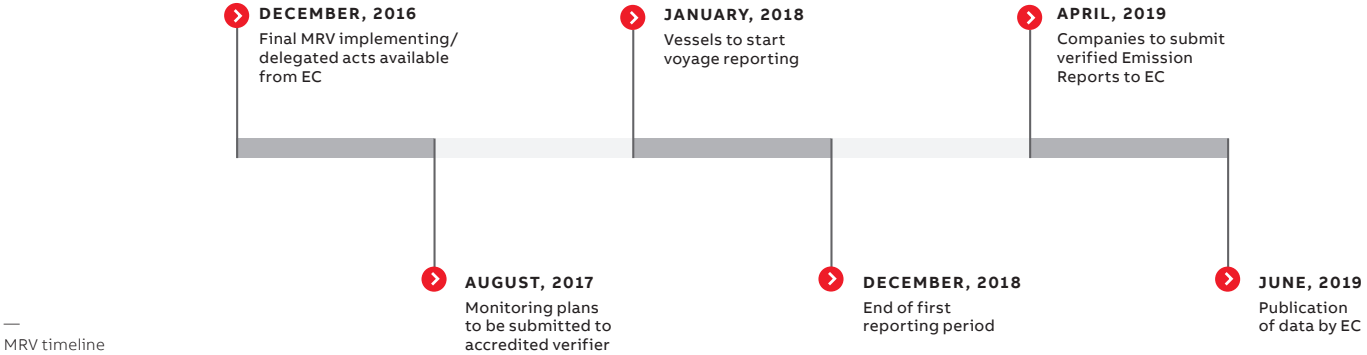 DECEMBER, 2016
Final MRV implementing/
delegated acts available
from EC
JANUARY, 2018
Vessels to start
voyage reporting
APRIL, 2019
Companies to submit
verified Emission
Reports to EC
AUGUST, 2017
Monitoring plans
to be submitted to
accredited verifier
DECEMBER, 2018
End of first
reporting period
JUNE, 2019
Publication
of data by EC
—
MRV timeline